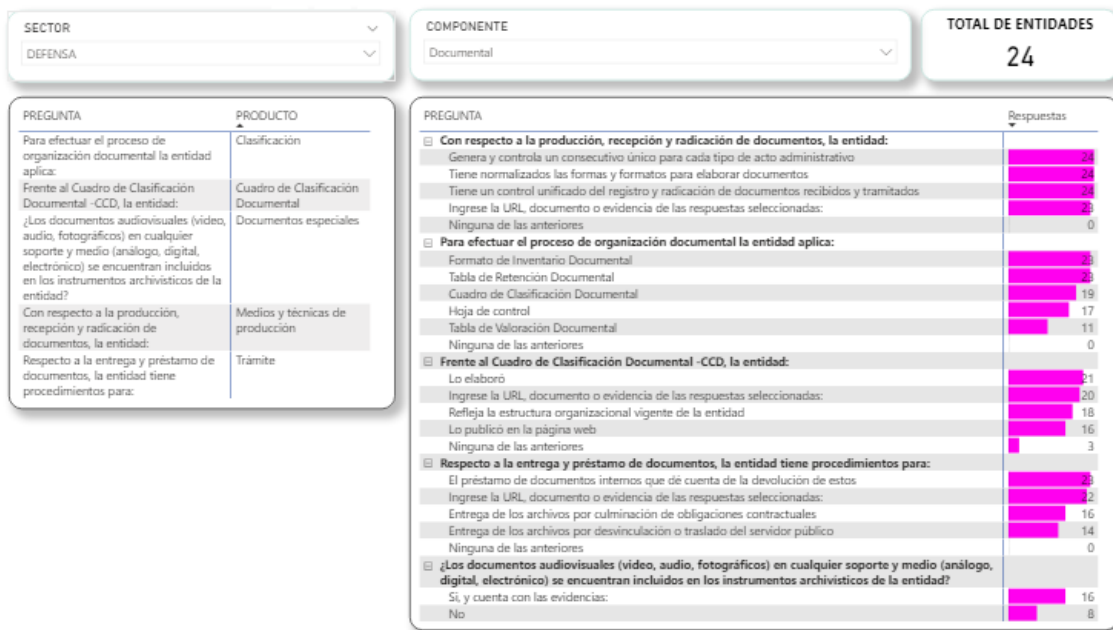 SECTOR
DEFENSA
COMPONENTE
Documental
TOTAL DE ENTIDADES
24
PREGUNTA PRODUCTO
Para efectuar el proceso de Clasificación
organización documental la entidad
aplica:
Frente al Cuadro de Clasificación Cuadro de Clasificación
Documental -CCD, la entidad: Documental
¿Los documentos audiovisuales (video, Documentos especiales
audio, fotográficos) en cualquier
soporte y medio (análogo, digital,
electrónico) se encuentran incluidos
en los instrumentos archivísticos de la
entidad?
Con respecto a la producción, Medios y técnicas de
recepción y radicación de producción
documentos, la entidad:
Respecto a la entrega y préstamo de Trámite
documentos, la entidad tiene
procedimientos para:
PREGUNTA Respuestas
Con respecto a la producción, recepción y radicación de documentos, la entidad:
Genera y controla un consecutivo único para cada tipo de acto administrativo 24
Tiene normalizados las formas y formatos para elaborar documentos 24
Tiene un control unificado del registro y radicación de documentos recibidos y tramitados 24
Ingrese la URL, documento o evidencia de las respuestas seleccionadas: 23
Ninguna de las anteriores 0
Para efectuar el proceso de organización documental la entidad aplica:
Formato de Inventario Documental 23
Tabla de Retención Documental 23
Cuadro de Clasificación Documental 19
Hoja de control 17
Tabla de Valoración Documental 11
Ninguna de las anteriores 0
Frente al Cuadro de Clasificación Documental -CCD, la entidad:
Lo elaboró 21
Ingrese la URL, documento o evidencia de las respuestas seleccionadas: 20
Refleja la estructura organizacional vigente de la entidad 18
Lo publicó en la página web 16
Ninguna de las anteriores 3
Respecto a la entrega y préstamo de documentos, la entidad tiene procedimientos para:
El préstamo de documentos internos que dé cuenta de la devolución de estos 23
Ingrese la URL, documento o evidencia de las respuestas seleccionadas: 22
Entrega de los archivos por culminación de obligaciones contractuales 16
Entrega de los archivos por desvinculación o traslado del servidor público 14
Ninguna de las anteriores 0
¿Los documentos audiovisuales (video, audio, fotográficos) en cualquier soporte y medio (análogo,
digital, electrónico) se encuentran incluidos en los instrumentos archivísticos de la entidad?
Si, y cuenta con las evidencias: 16
No 8